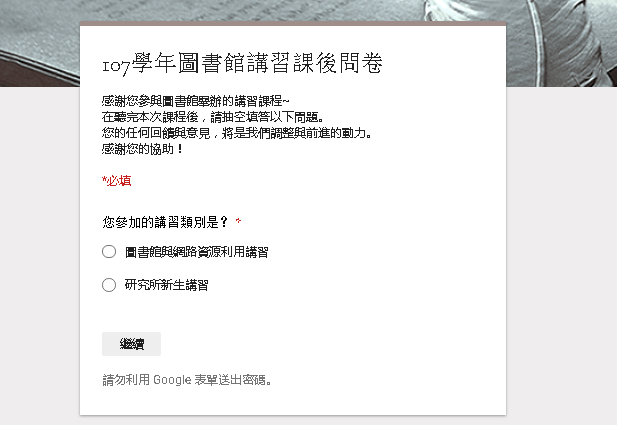 107學年圖書館講習課後問卷
感謝您參與圖書館舉辦的講習課程~
在聽完本次課程後，請抽空填答以下問題。
您的任何回饋與意見，將是我們調整與前進的動力。
感謝您的協助！
*必填
您參加的講習類別是？ *
圖書館與網路資源利用講習
研究所新生講習
繼續
請勿利用 Google 表單送出密碼。